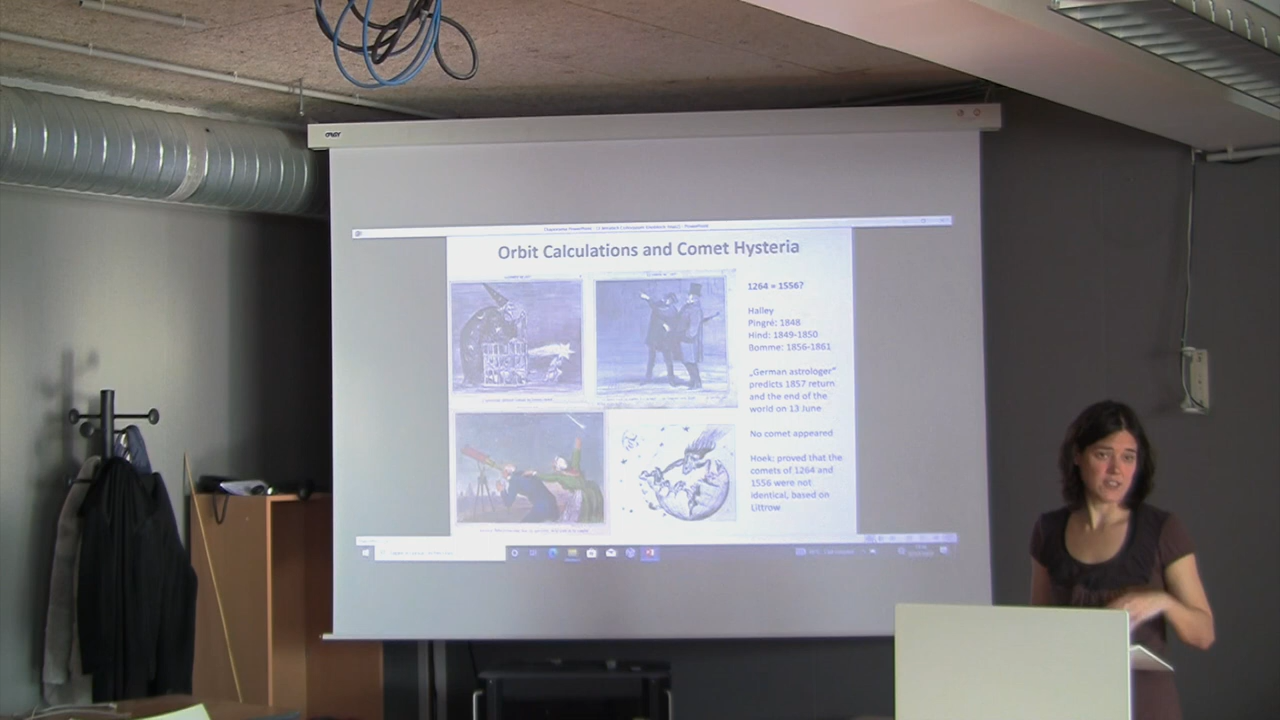 Orbit Calculations and Comet Hysteria
1264 = 1556?
Halley
Pingré: 1848
Hind: 1849-1850
Bomme: 1856-1861
„German astrologer"
predicts 1857 return
and the end of the
world on 13 June
No comet appeared
Hoek: proved that the
comets of 1264 and
1556 were not
identical, based on
Littrow